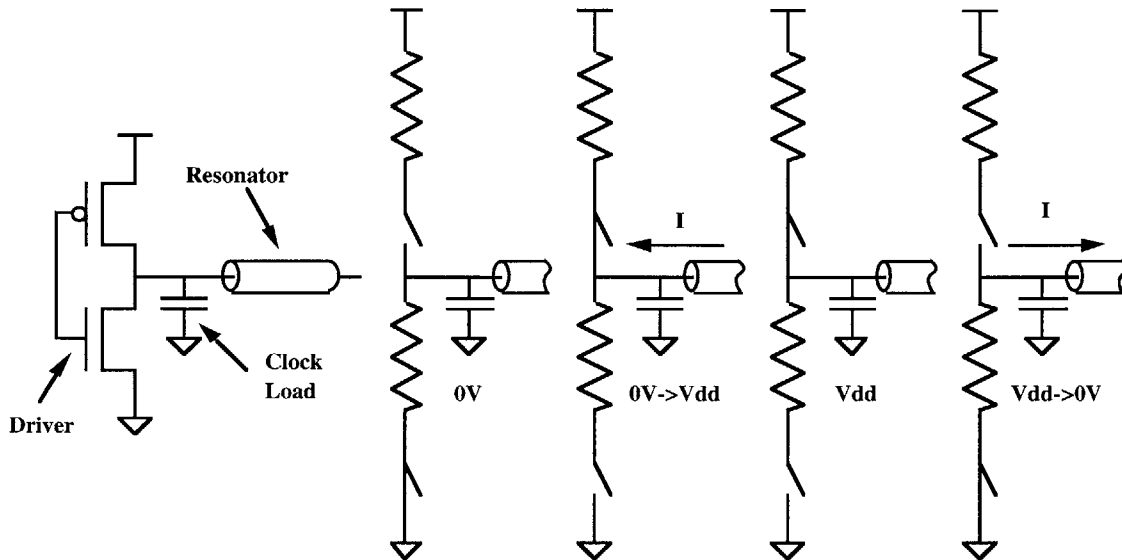 Resonator
I
I
Clock
Load
Driver
0V
0V->Vdd
Vdd
Vdd->0V